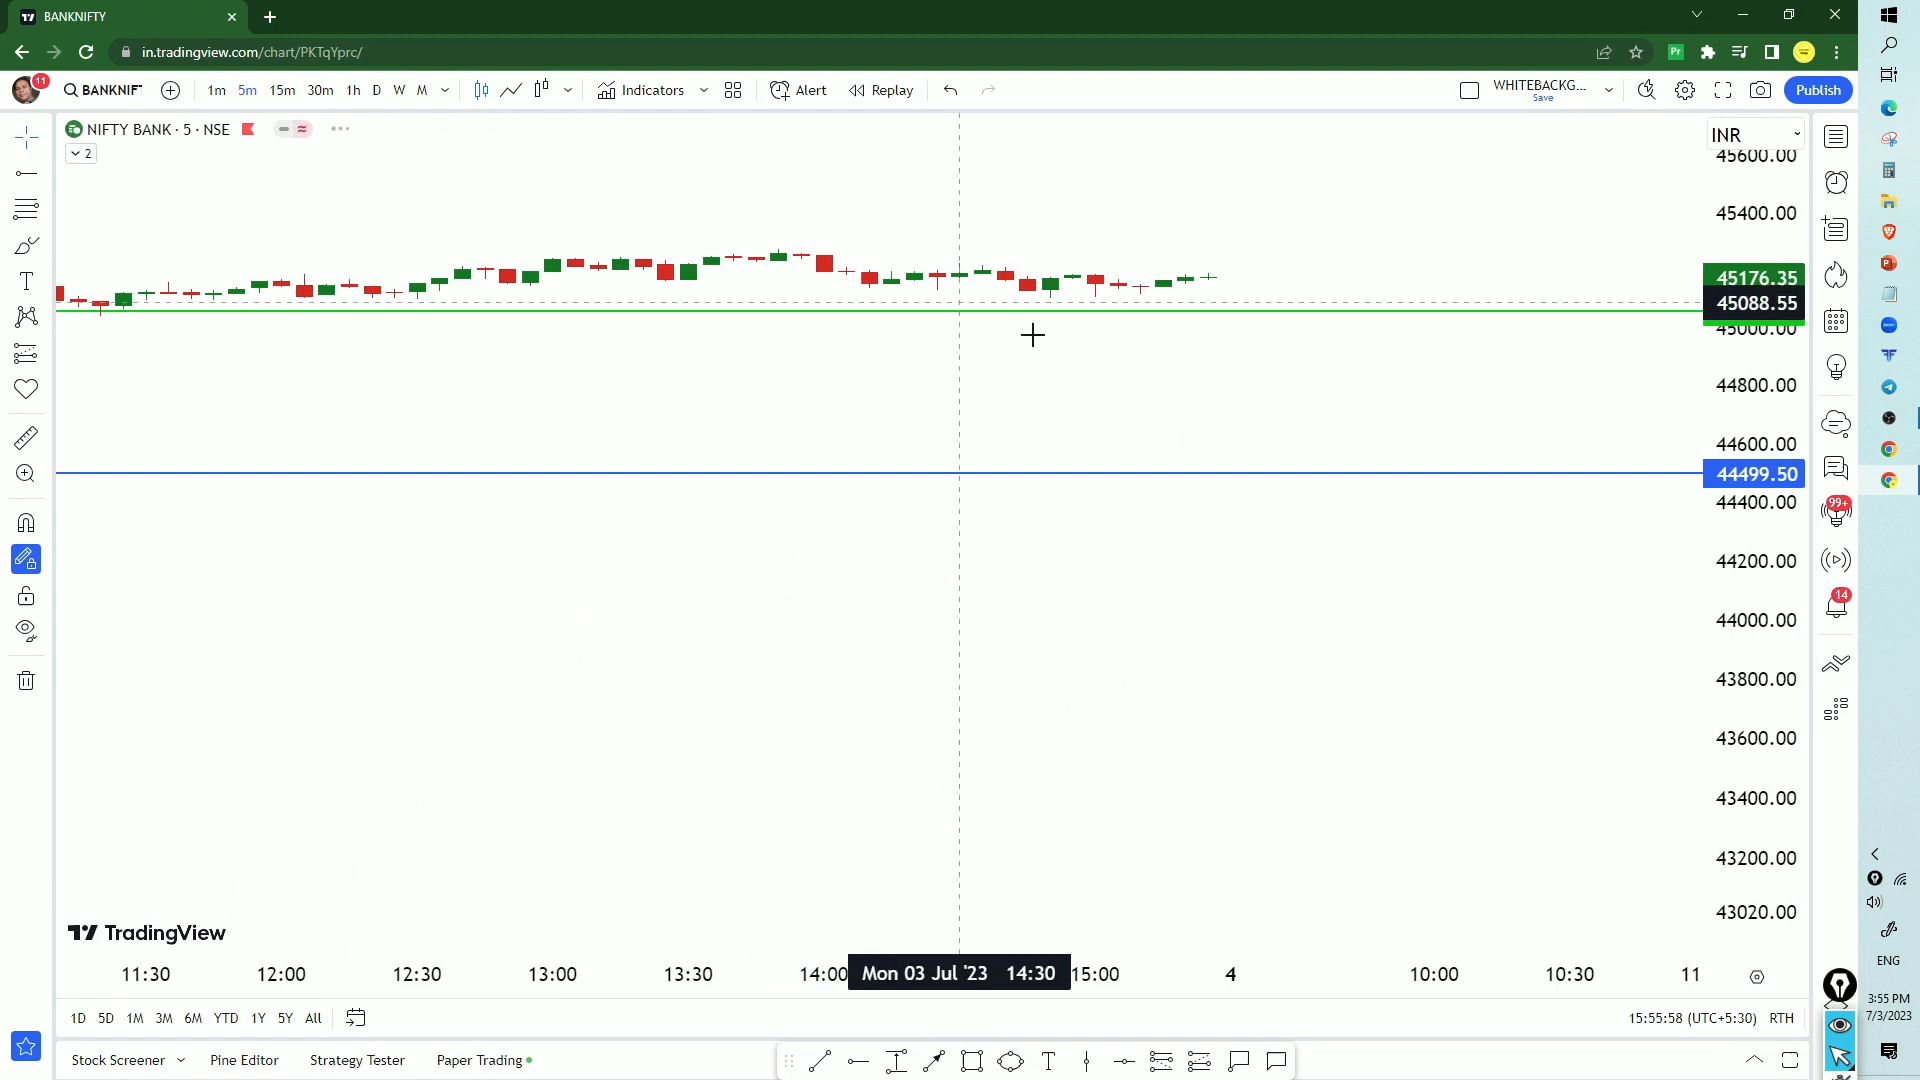 BANKNIFTY
in.tradingview.com/chart/PKTqYprc/
Pr
11
BANKNIF
1m 5m 15m 30m 1h D W M
Indicators
Alert
Replay
WHITEBACKG...
Save
Publish
NIFTY BANK · 5 · NSE
2
INR
45600.00
45400.00
45176.35
45088.55
45000.00
44800.00
44600.00
44499.50
44400.00
44200.00
44000.00
43800.00
43600.00
43400.00
43200.00
43020.00
99+
14
TradingView
11:30 12:00 12:30 13:00 13:30 14:00 Mon 03 Jul '23 14:30 15:00 4 10:00 10:30 11
1D 5D 1M 3M 6M YTD 1Y 5Y All
15:55:58 (UTC+5:30) RTH
Stock Screener Pine Editor Strategy Tester Paper Trading
ENG
3:55 PM
7/3/2023